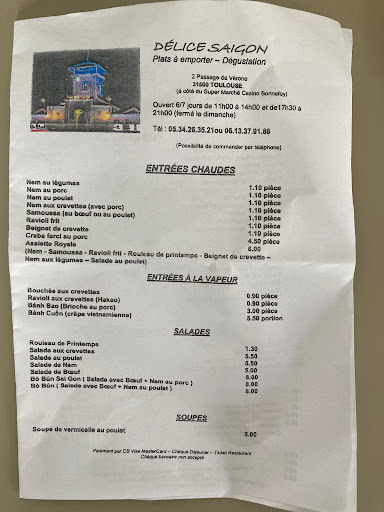 DÉLICE SAIGON
Plats à emporter – Dégustation
2 Passage de Vérone
31500 TOULOUSE
(à côté du Super Marché Casino Bonnefoy)
Ouvert 6/7 jours de 11h00 à 14h00 et de17h30 à
21h00 (fermé le dimanche)
Tél : 05.34.26.35.21ou 06.13.37.91.86
(Possibilité de commander par téléphone)
ENTRÉES CHAUDES
Nem au légumes 1.10 pièce
Nem au porc 1.10 pièce
Nem au poulet 1.10 pièce
Nem aux crevettes (avec porc) 1.10 pièce
Samoussa (au bœuf ou au poulet) 1.10 pièce
Ravioli frit 1.10 pièce
Beignet de crevette 1.10 pièce
Crabe farci au porc 4.50 pièce
Assiette Royale 8.00
(Nem - Samoussa - Ravioli frit - Rouleau de printemps - Beignet de crevette –
Nem aux légumes – Salade au poulet)
ENTRÉES À LA VAPEUR
Bouchée aux crevettes 0.90 pièce
Ravioli aux crevettes (Hakao) 0.90 pièce
Bánh Bao (Brioche au porc) 3.00 pièce
Bánh Cuốn (crêpe vietnamienne) 5.50 portion
SALADES
Rouleau de Printemps 1.30
Salade aux crevettes 5.50
Salade au poulet 5.50
Salade de Nem 5.00
Salade de Bœuf 8.00
Bò Bún Sai Gon ( Salade avec Bœuf + Nem au porc ) 8.00
Bò Bún ( Salade avec Bœuf + Nem au poulet ) 8.00
SOUPES
Soupe de vermicelle au poulet 5.00
Paiement par CB Visa MasterCard – Chèque Déjeuner – Ticket Restaurant
Chèque bancaire non accepté